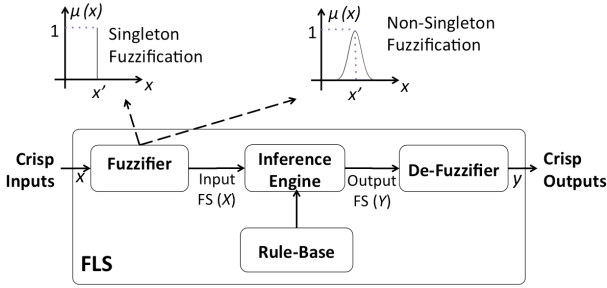 μ (x)
1
Singleton
Fuzzification
x'
x
μ (x)
1
Non-Singleton
Fuzzification
x'
x
Crisp
Inputs
x
Fuzzifier
Input
FS (X)
Inference
Engine
Output
FS (Y)
De-Fuzzifier
y
Crisp
Outputs
Rule-Base
FLS